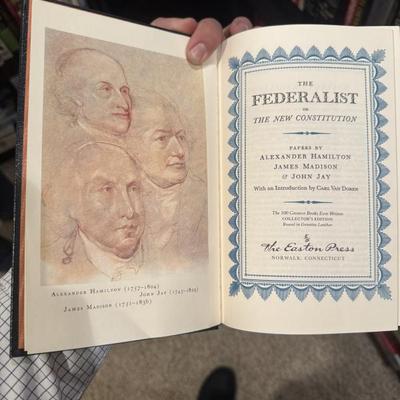 Alexander Hamilton (1757–1804)
John Jay (1745–1829)
James Madison (1751–1836)
THE
FEDERALIST
OR
THE NEW CONSTITUTION
PAPERS BY
ALEXANDER HAMILTON
JAMES MADISON
& JOHN JAY
With an Introduction by CARL VAN DOREN
The 100 Greatest Books Ever Written
COLLECTOR'S EDITION
Bound in Genuine Leather
The Easton Press
NORWALK, CONNECTICUT